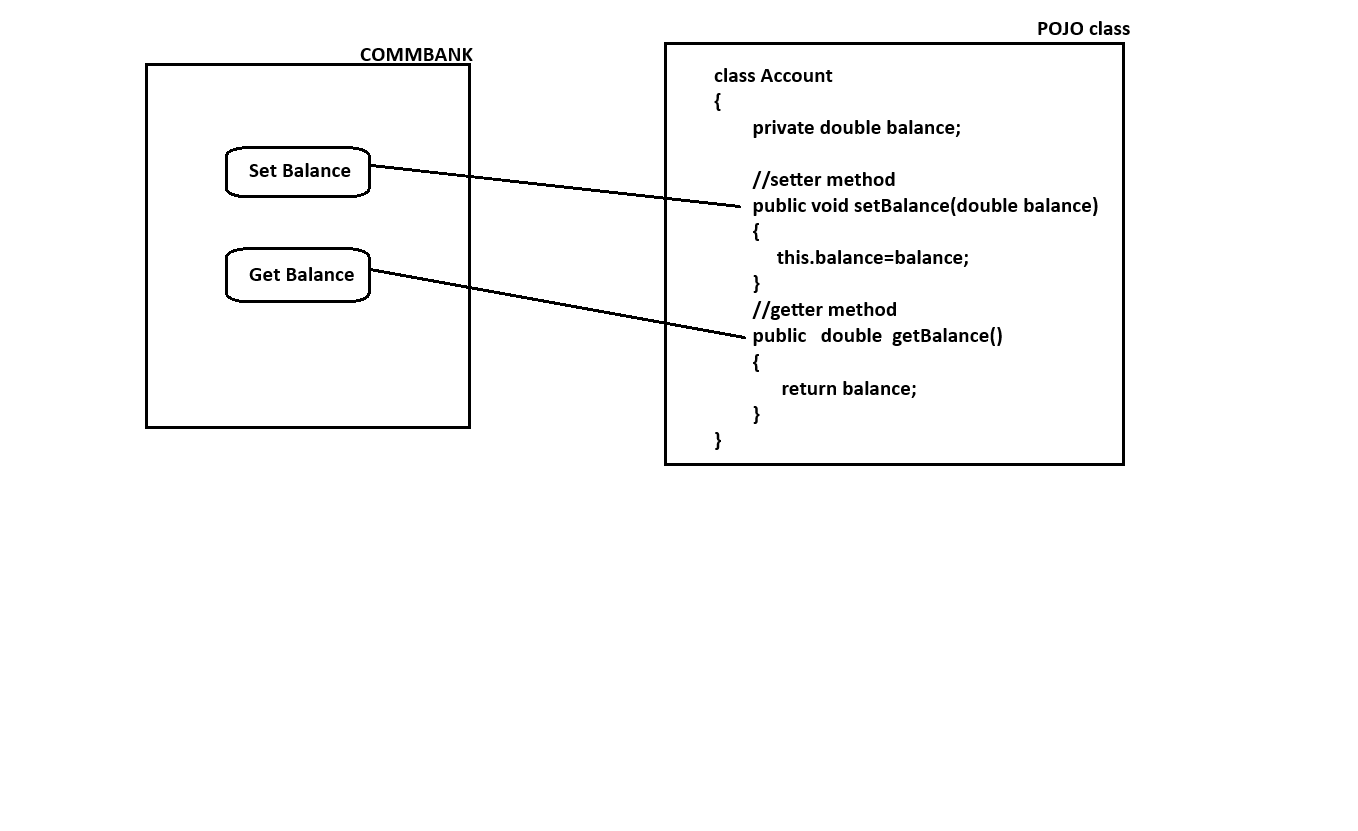 COMMBANK
Set Balance
Get Balance
POJO class
class Account
{
private double balance;
//setter method
public void setBalance(double balance)
{
this.balance=balance;
}
//getter method
public   double  getBalance()
{
return balance;
}
}